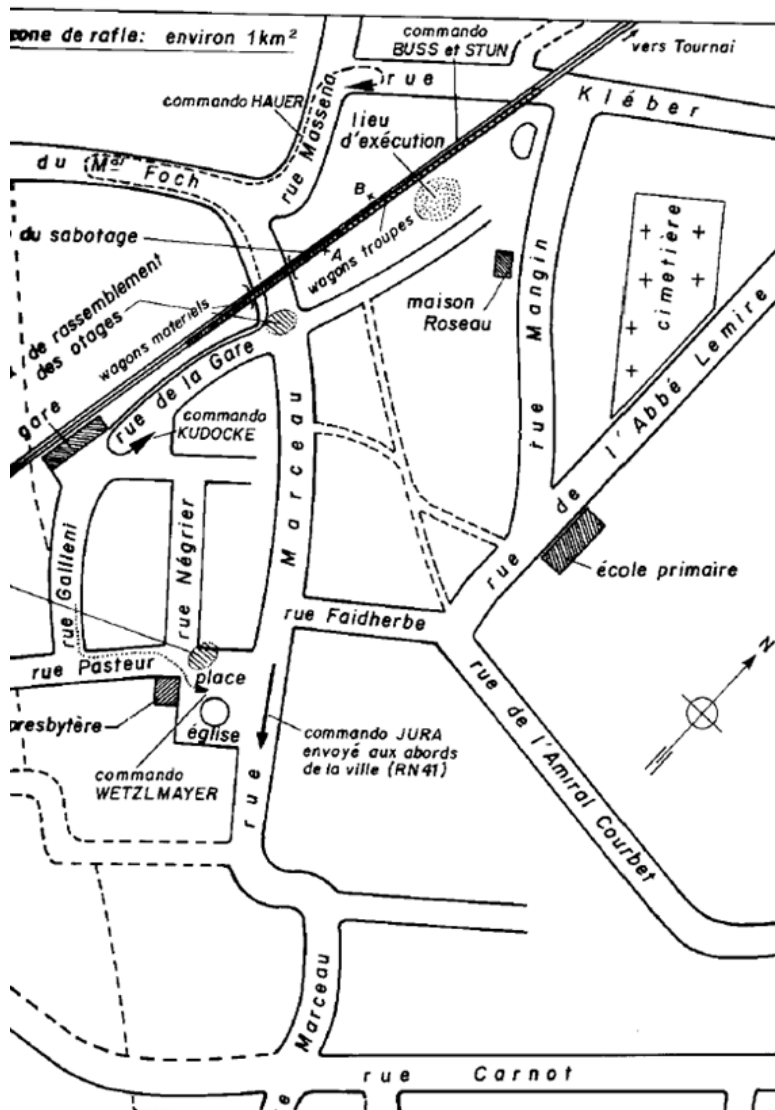 zone de rafle: environ 1km²
commando
BUSS et STUN
vers Tournai
commando HAUER
rue
Kléber
rue Massena
lieu
d'exécution
du Mal Foch
B
du sabotage
A
wagons troupes
cimetière
maison
Roseau
rue Mangin
de rassemblement
des otages
wagons materiels
rue de la Gare
gare
commando
KUDOCKE
Marceau
rue de l'Abbé Lemire
école primaire
rue Gallieni
rue Négrier
rue Faidherbe
rue Pasteur
place
N
presbytère
église
commando
WETZLMAYER
rue
commando JURA
envoyé aux abords
de la ville (RN41)
rue de l'Amiral Courbet
Marceau
rue Carnot